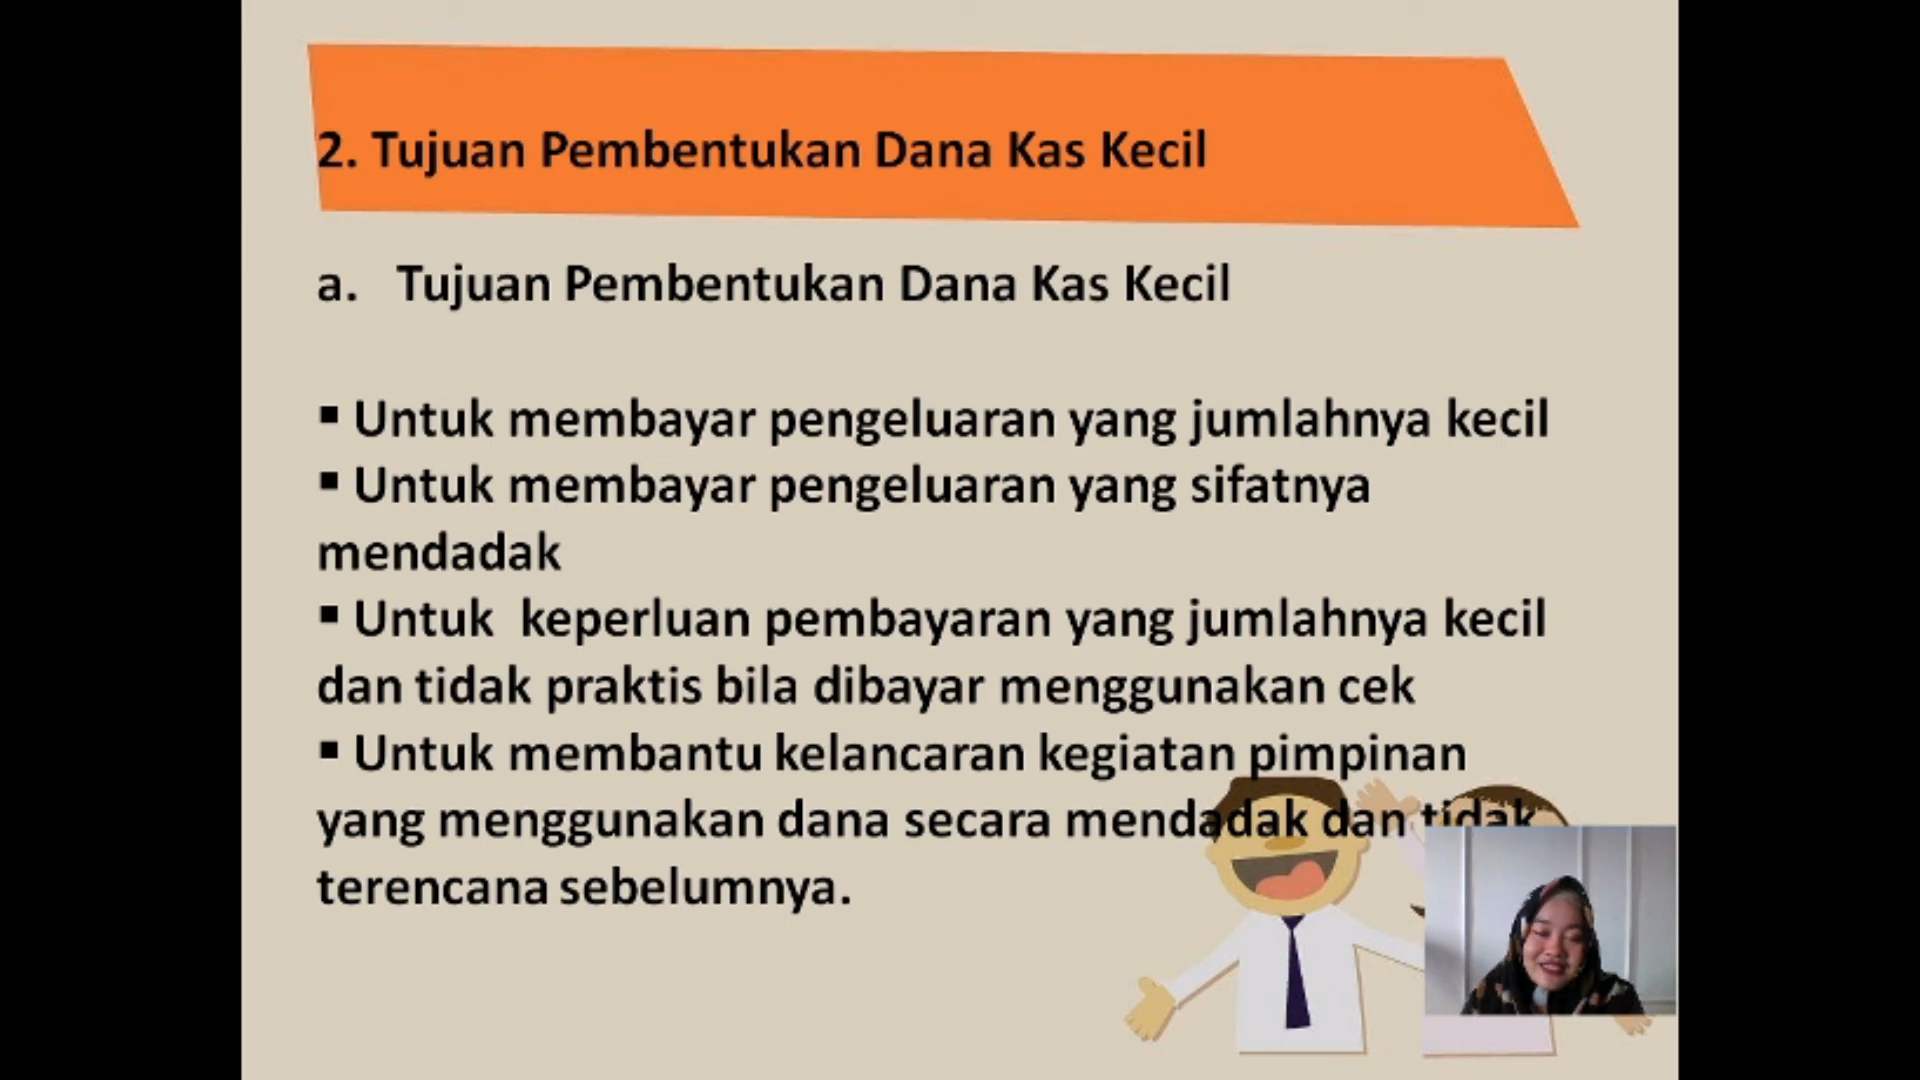 2. Tujuan Pembentukan Dana Kas Kecil
a. Tujuan Pembentukan Dana Kas Kecil
▪ Untuk membayar pengeluaran yang jumlahnya kecil
▪ Untuk membayar pengeluaran yang sifatnya
mendadak
▪ Untuk keperluan pembayaran yang jumlahnya kecil
dan tidak praktis bila dibayar menggunakan cek
▪ Untuk membantu kelancaran kegiatan pimpinan
yang menggunakan dana secara mendadak dan tidak
terencana sebelumnya.